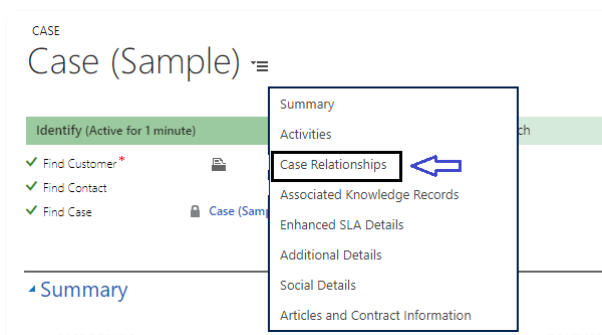 CASE
Case (Sample)
Identify (Active for 1 minute)
ch
Find Customer*
Find Contact
Find Case
Case (Samp
Summary
Activities
Case Relationships
Associated Knowledge Records
Enhanced SLA Details
Additional Details
Social Details
Articles and Contract Information
Summary